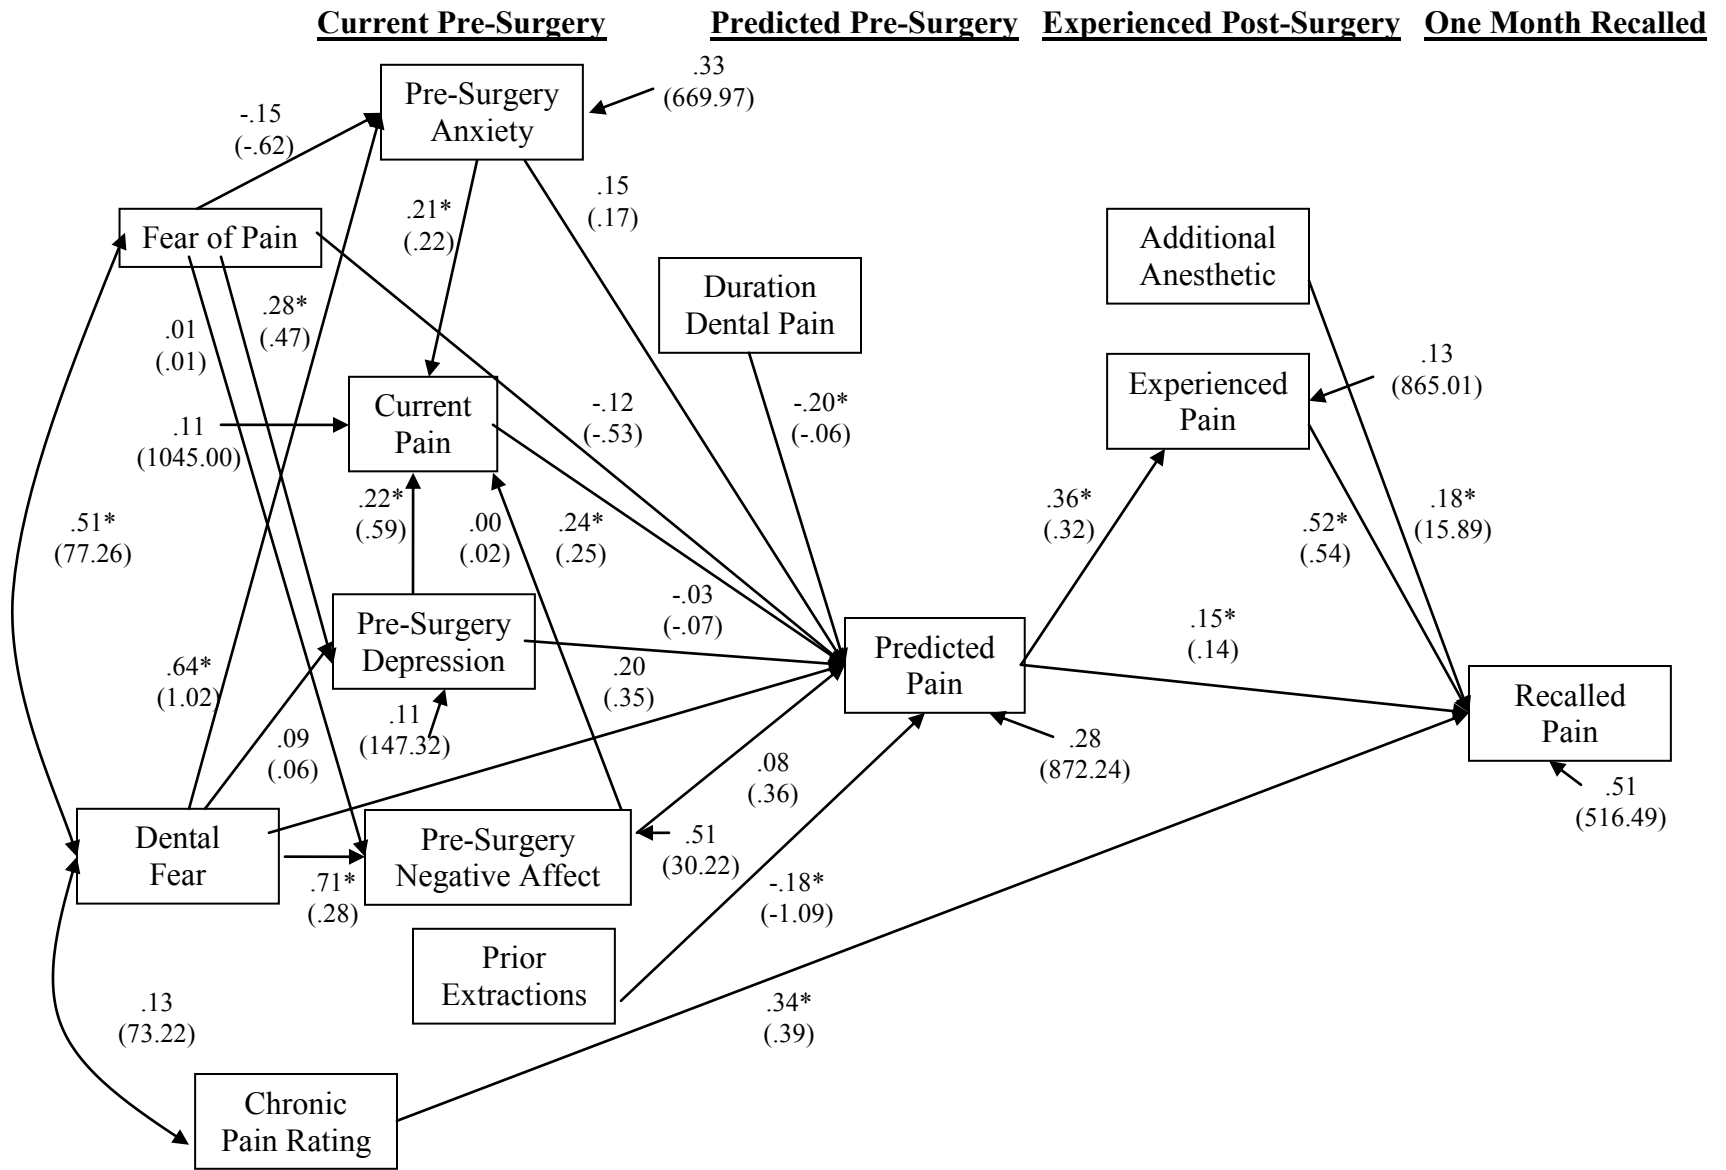 Current Pre-Surgery
Predicted Pre-Surgery
Experienced Post-Surgery
One Month Recalled
Pre-Surgery
Anxiety
.33
(669.97)
-.15
(-.62)
.15
(.17)
.21*
(.22)
Fear of Pain
Additional
Anesthetic
Duration
Dental Pain
.28*
(.47)
.01
(.01)
Current
Pain
Experienced
Pain
.13
(865.01)
-.12
(-.53)
-.20*
(-.06)
.11
(1045.00)
.22*
(.59)
.00
(.02)
.24*
(.25)
.36*
(.32)
.52*
(.54)
.18*
(15.89)
.51*
(77.26)
Pre-Surgery
Depression
-.03
(-.07)
Predicted
Pain
.15*
(.14)
.64*
(1.02)
.20
(.35)
Recalled
Pain
.11
(147.32)
.09
(.06)
.28
(872.24)
.08
(.36)
.51
(516.49)
Dental
Fear
Pre-Surgery
Negative Affect
.51
(30.22)
.71*
(.28)
-.18*
(-1.09)
Prior
Extractions
.13
(73.22)
.34*
(.39)
Chronic
Pain Rating